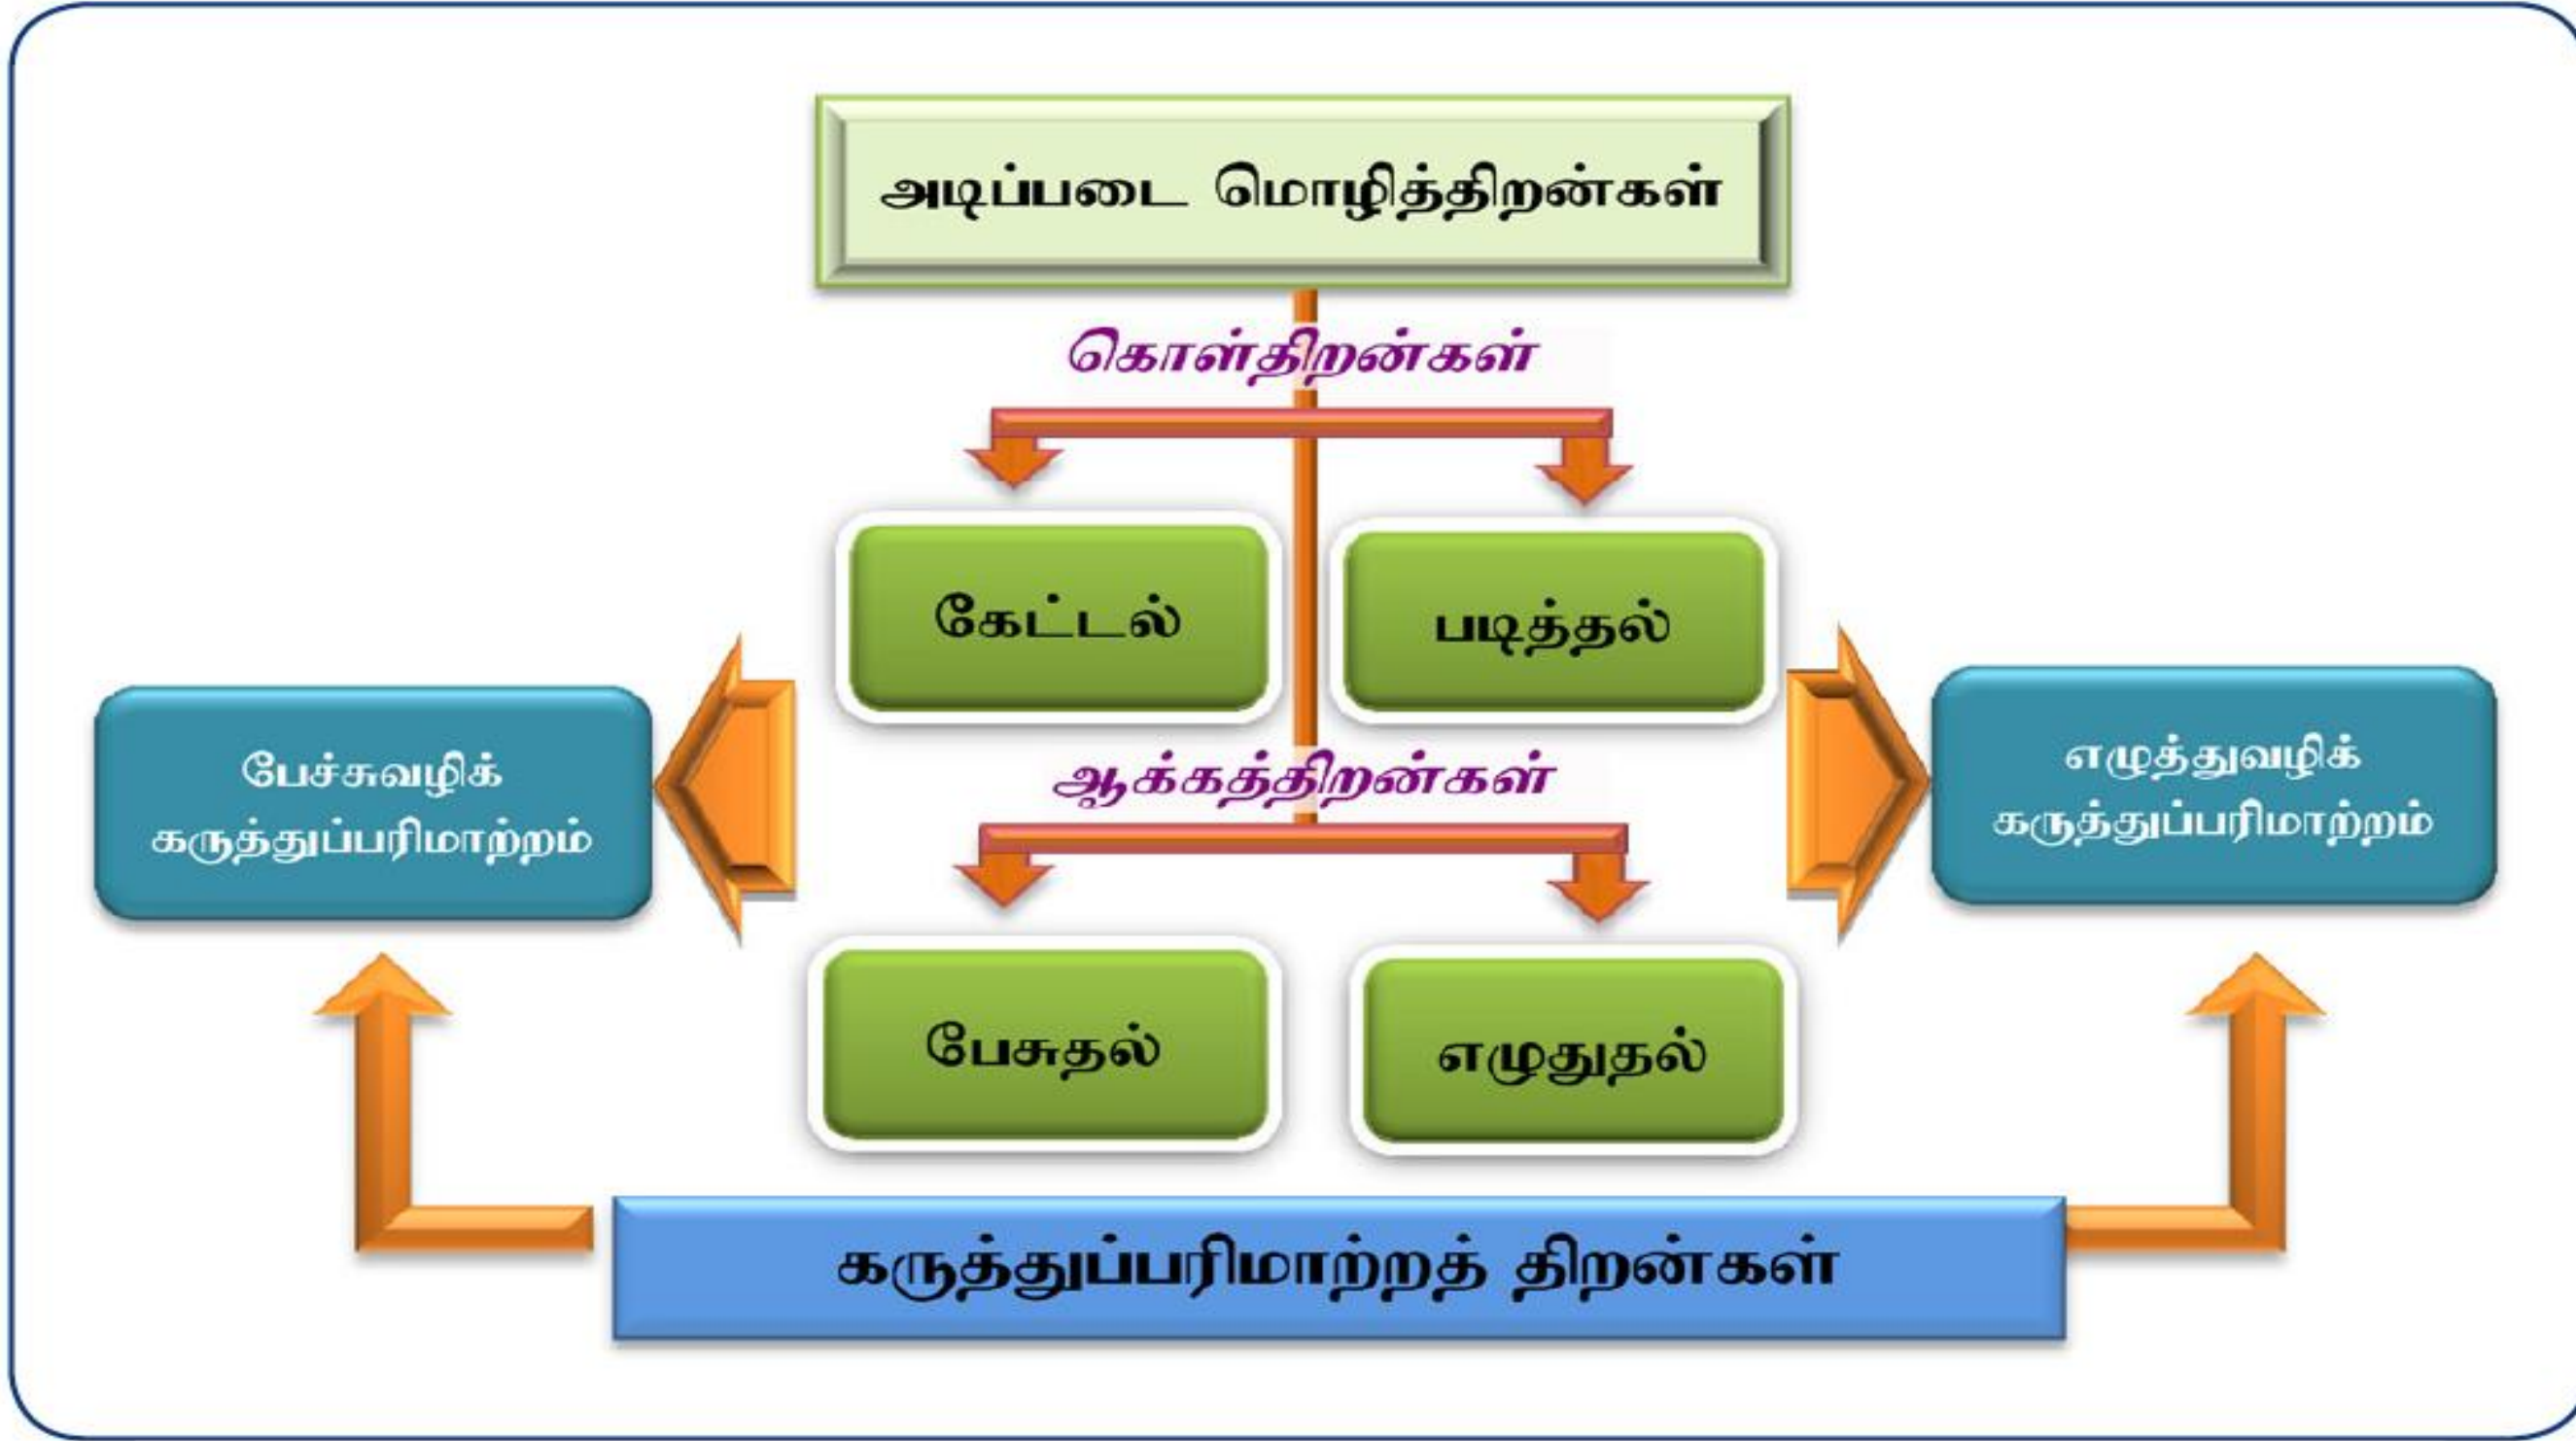 அடிப்படை மொழித்திறன்கள்
கொள்திறன்கள்
கேட்டல்
படித்தல்
பேச்சுவழிக்
கருத்துப்பரிமாற்றம்
எழுத்துவழிக்
கருத்துப்பரிமாற்றம்
ஆக்கத்திறன்கள்
பேசுதல்
எழுதுதல்
கருத்துப்பரிமாற்றத் திறன்கள்